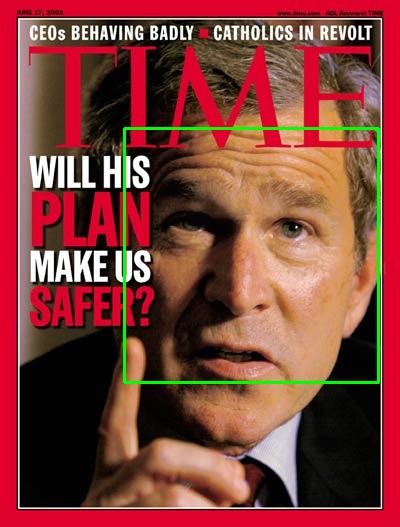 JUNE 17, 2002 www.time.com AOL Keyword: TIME
CEOs BEHAVING BADLY ■ CATHOLICS IN REVOLT
TIME
WILL HIS
PLAN
MAKE US
SAFER?